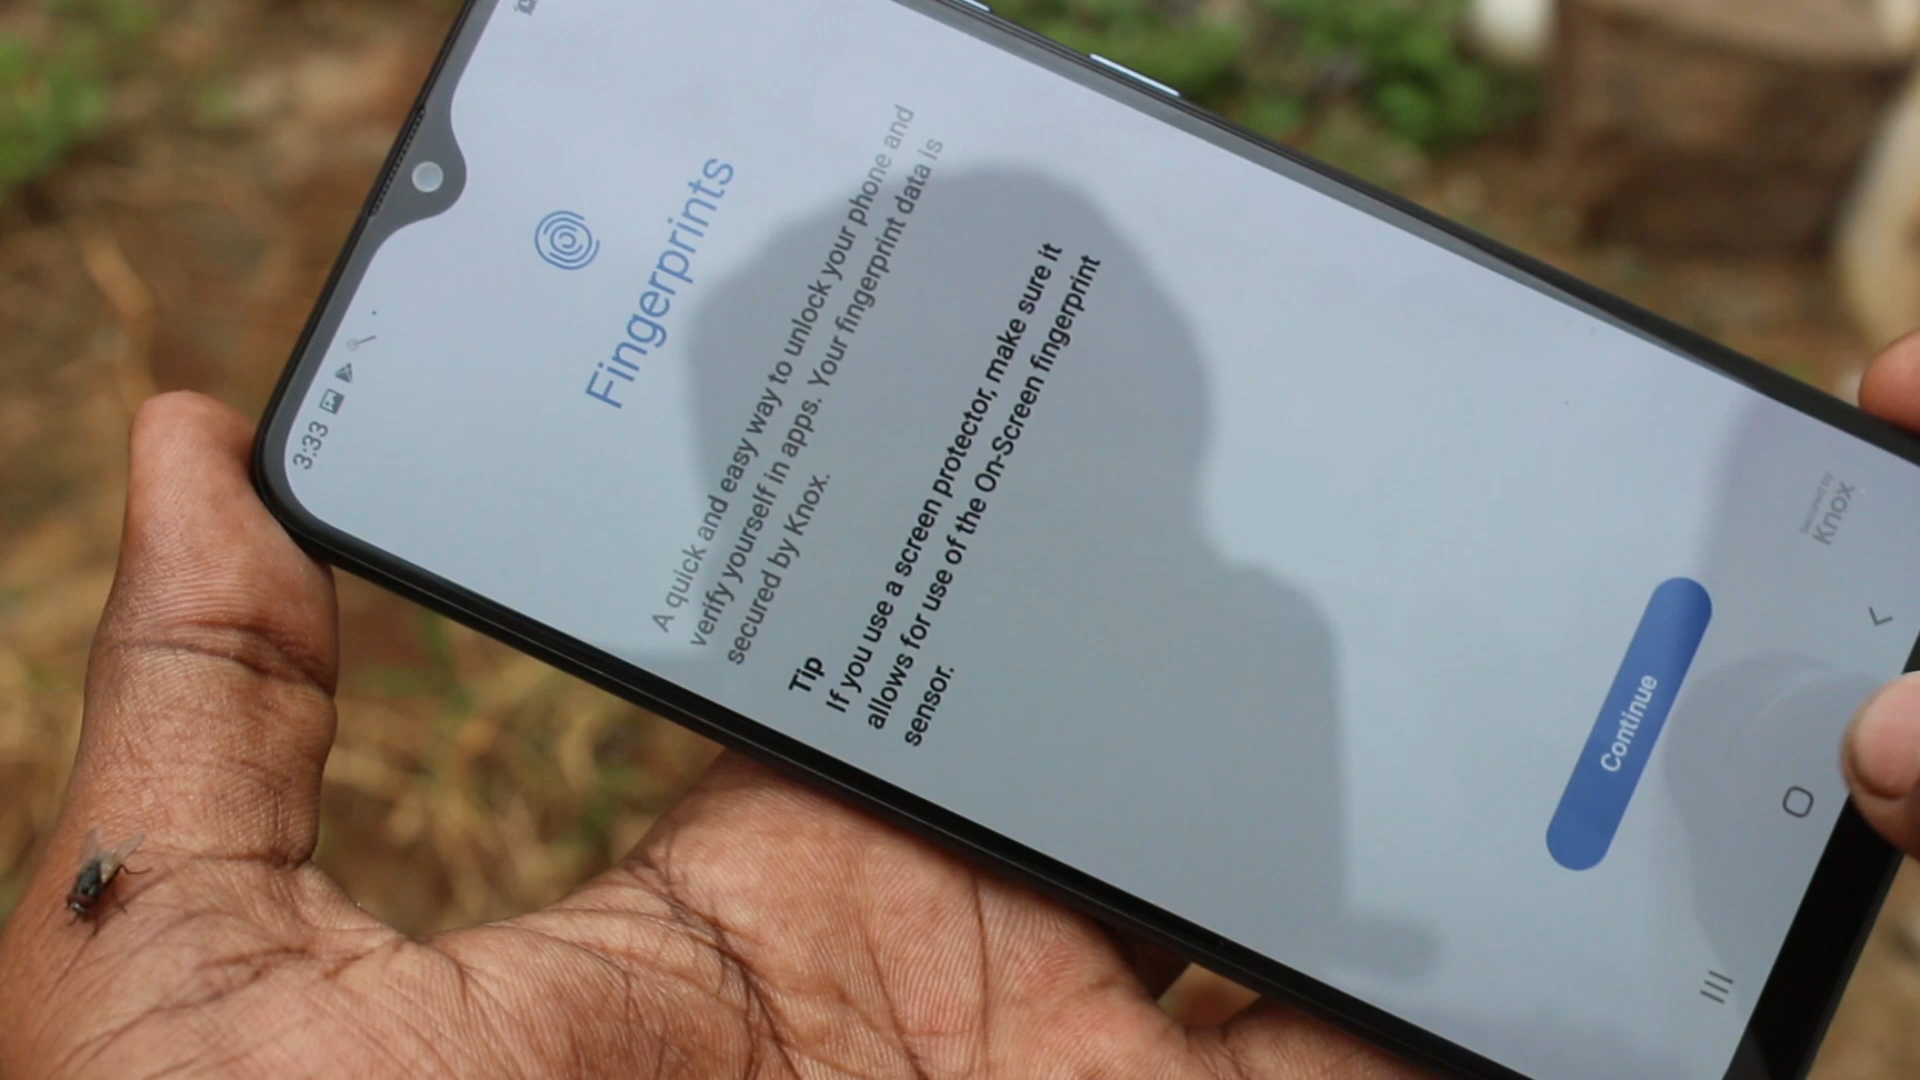 3:33
Fingerprints
A quick and easy way to unlock your phone and
verify yourself in apps. Your fingerprint data is
secured by Knox.
Tip
If you use a screen protector, make sure it
allows for use of the On-Screen fingerprint
sensor.
Continue
Secured by
Knox